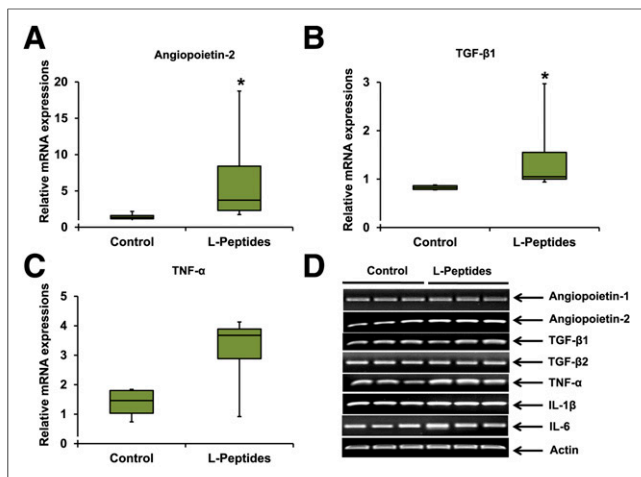 A
Angiopoietin-2
Relative mRNA expressions
20
15
10
5
0
*
Control
L-Peptides
B
TGF-β1
Relative mRNA expressions
3
2
1
0
*
Control
L-Peptides
C
TNF-α
Relative mRNA expressions
5
4
3
2
1
0
Control
L-Peptides
D
Control L-Peptides
Angiopoietin-1
Angiopoietin-2
TGF-β1
TGF-β2
TNF-α
IL-1β
IL-6
Actin